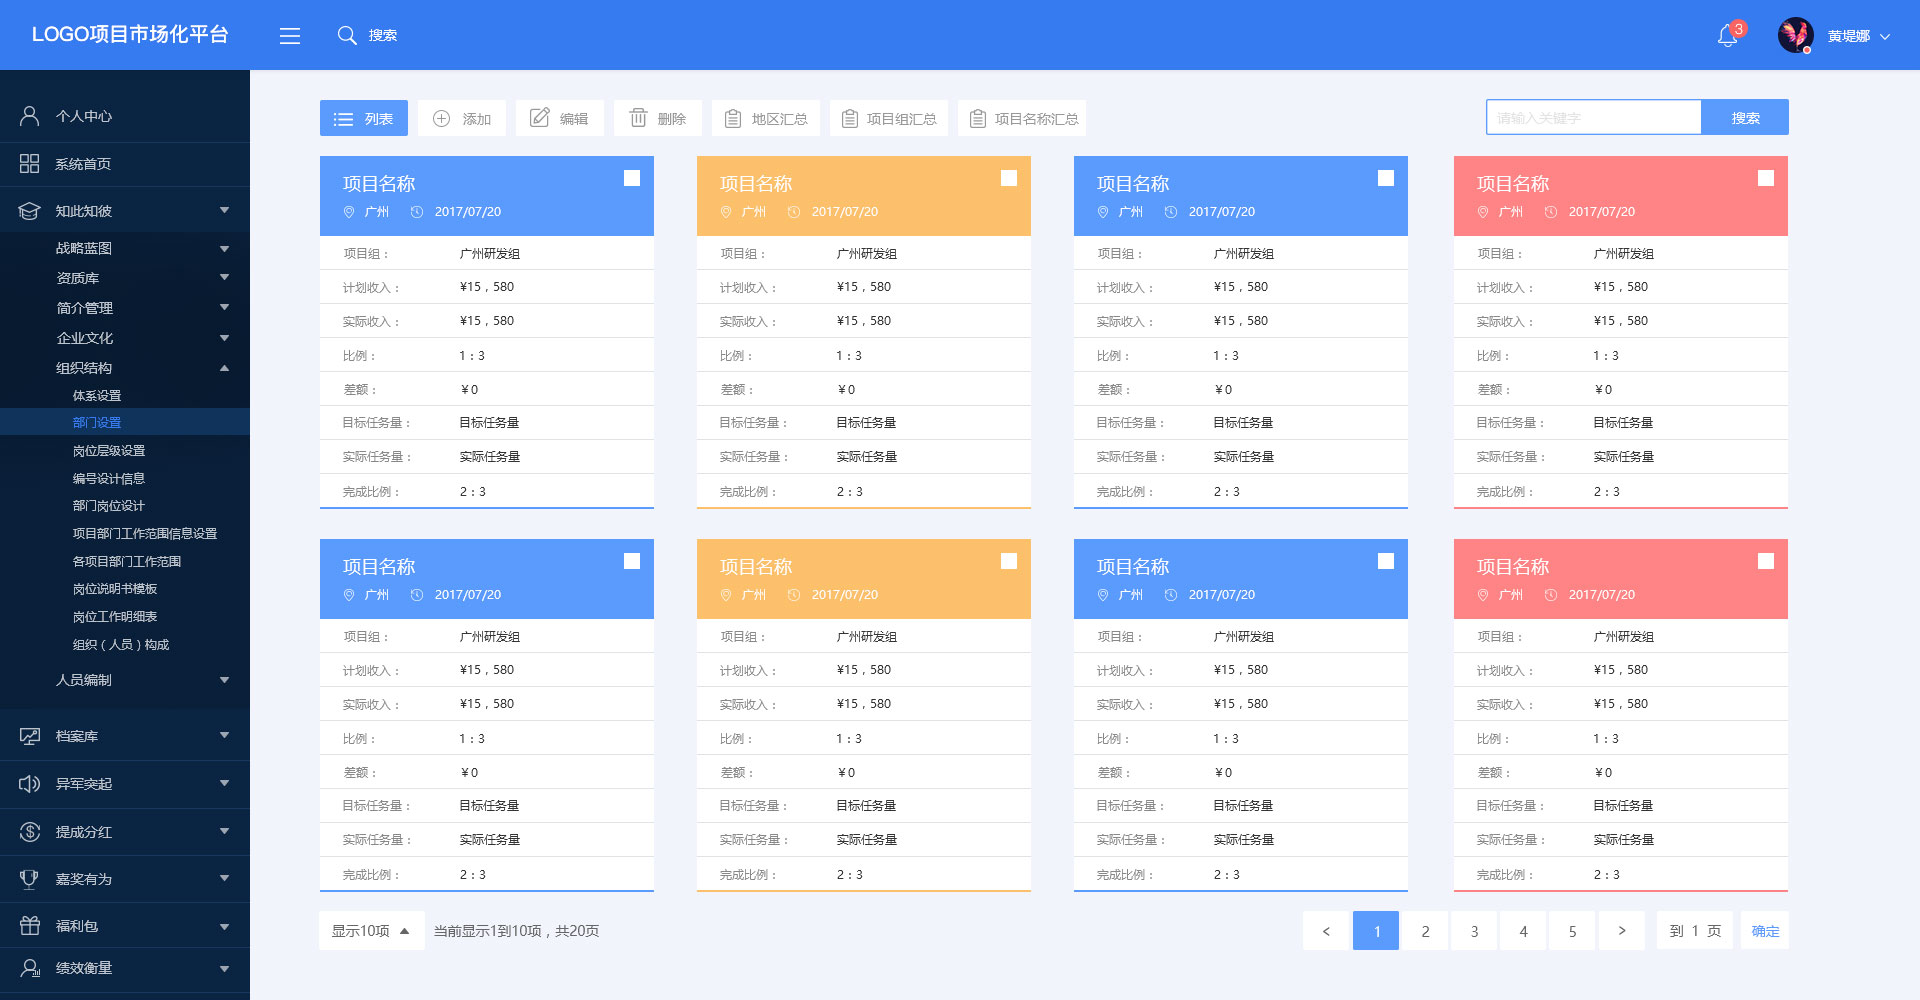 LOGO项目市场化平台
搜索
3
黄堤娜
个人中心
系统首页
知此知彼
战略蓝图
资质库
简介管理
企业文化
组织结构
体系设置
部门设置
岗位层级设置
编号设计信息
部门岗位设计
项目部门工作范围信息设置
各项目部门工作范围
岗位说明书模板
岗位工作明细表
组织（人员）构成
人员编制
档案库
异军突起
提成分红
嘉奖有为
福利包
绩效衡量
列表 添加 编辑 删除 地区汇总 项目组汇总 项目名称汇总
请输入关键字 搜索
项目名称 项目名称 项目名称 项目名称
广州 2017/07/20 广州 2017/07/20 广州 2017/07/20 广州 2017/07/20
项目组： 广州研发组 项目组： 广州研发组 项目组： 广州研发组 项目组： 广州研发组
计划收入： ¥15，580 计划收入： ¥15，580 计划收入： ¥15，580 计划收入： ¥15，580
实际收入： ¥15，580 实际收入： ¥15，580 实际收入： ¥15，580 实际收入： ¥15，580
比例： 1：3 比例： 1：3 比例： 1：3 比例： 1：3
差额： ￥0 差额： ￥0 差额： ￥0 差额： ￥0
目标任务量： 目标任务量 目标任务量： 目标任务量 目标任务量： 目标任务量 目标任务量： 目标任务量
实际任务量： 实际任务量 实际任务量： 实际任务量 实际任务量： 实际任务量 实际任务量： 实际任务量
完成比例： 2：3 完成比例： 2：3 完成比例： 2：3 完成比例： 2：3
项目名称 项目名称 项目名称 项目名称
广州 2017/07/20 广州 2017/07/20 广州 2017/07/20 广州 2017/07/20
项目组： 广州研发组 项目组： 广州研发组 项目组： 广州研发组 项目组： 广州研发组
计划收入： ¥15，580 计划收入： ¥15，580 计划收入： ¥15，580 计划收入： ¥15，580
实际收入： ¥15，580 实际收入： ¥15，580 实际收入： ¥15，580 实际收入： ¥15，580
比例： 1：3 比例： 1：3 比例： 1：3 比例： 1：3
差额： ￥0 差额： ￥0 差额： ￥0 差额： ￥0
目标任务量： 目标任务量 目标任务量： 目标任务量 目标任务量： 目标任务量 目标任务量： 目标任务量
实际任务量： 实际任务量 实际任务量： 实际任务量 实际任务量： 实际任务量 实际任务量： 实际任务量
完成比例： 2：3 完成比例： 2：3 完成比例： 2：3 完成比例： 2：3
显示10项 当前显示1到10项，共20页
< 1 2 3 4 5 > 到 1 页 确定